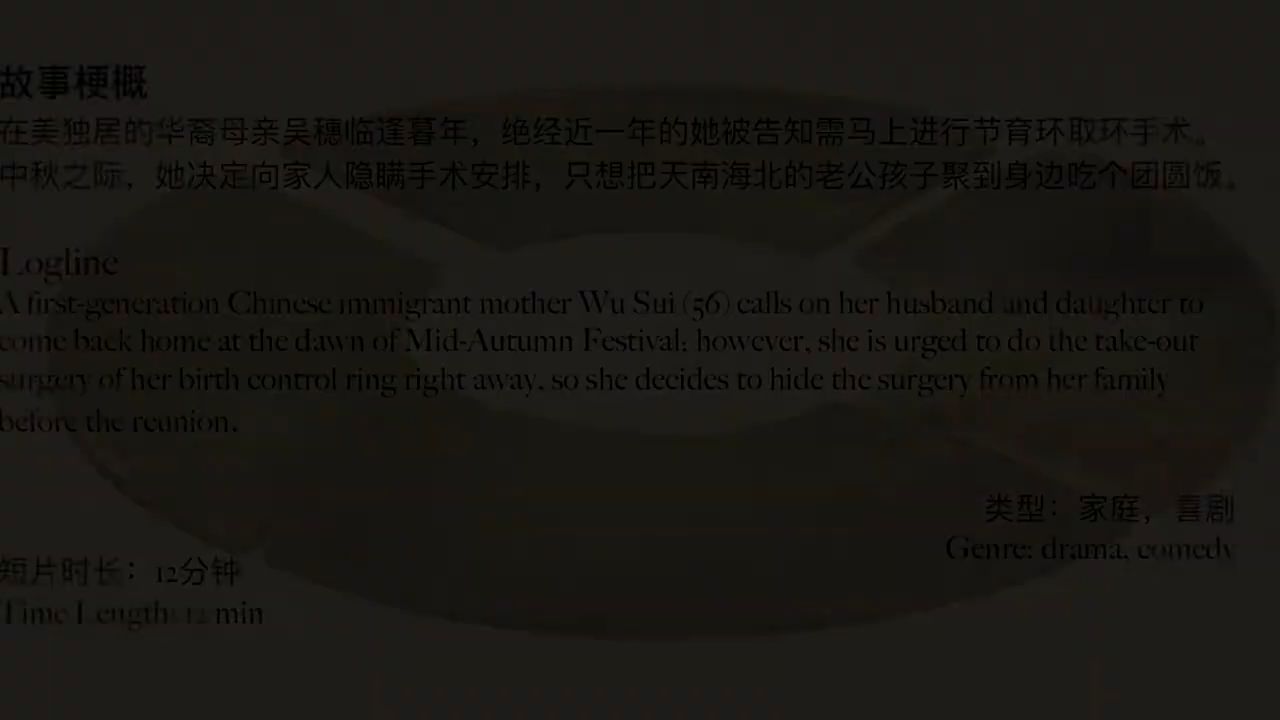 故事梗概
在美独居的华裔母亲吴穗临逢暮年，绝经近一年的她被告知需马上进行节育环取环手术。
中秋之际，她决定向家人隐瞒手术安排，只想把天南海北的老公孩子聚到身边吃个团圆饭。
Logline
A first-generation Chinese immigrant mother Wu Sui (56) calls on her husband and daughter to
come back home at the dawn of Mid-Autumn Festival; however, she is urged to do the take-out
surgery of her birth control ring right away, so she decides to hide the surgery from her family
before the reunion.
类型：家庭，喜剧
Genre: drama, comedy
短片时长：12分钟
Time Length: 12 min